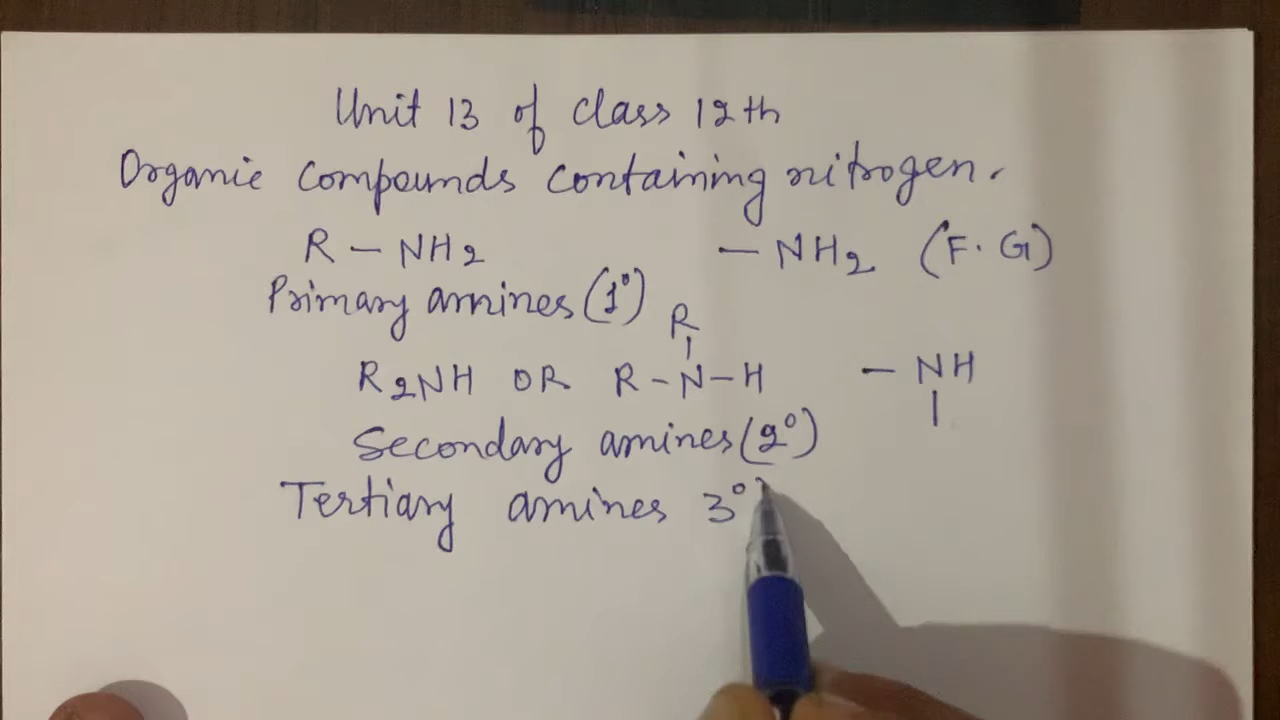 Unit 13 of class 12th
Organic compounds containing nitrogen.
R – NH2 – NH2 (F.G)
Primary amines (1°)
R
|
R2NH OR R – N – H – NH
|
Secondary amines (2°)
Tertiary amines 3°)